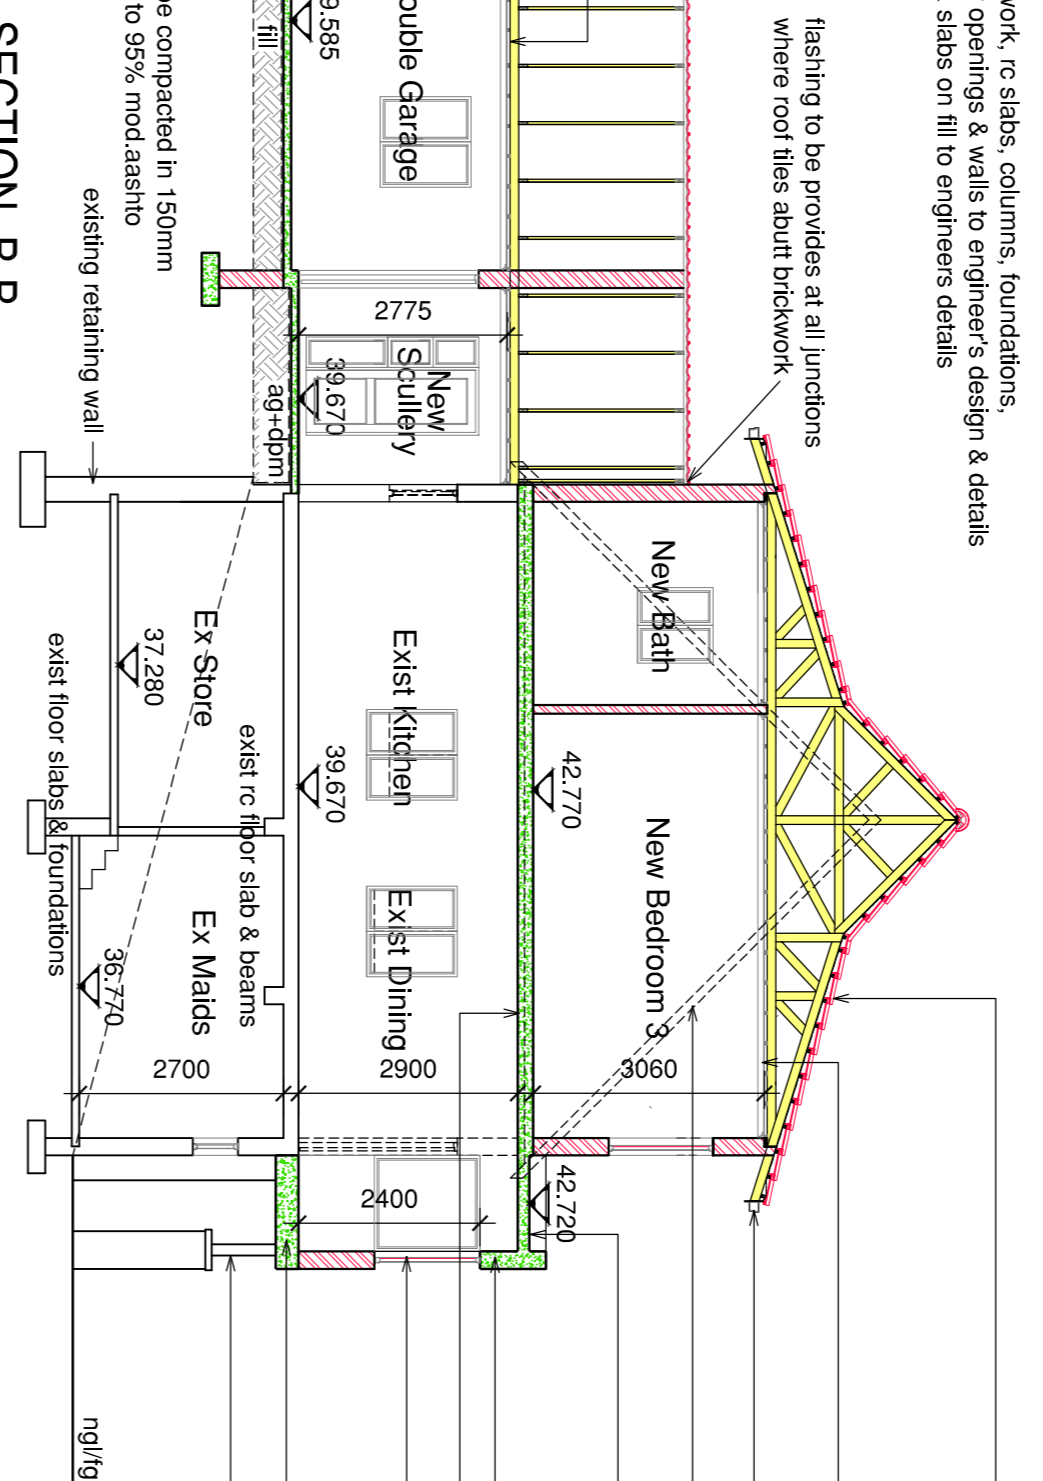 work, rc slabs, columns, foundations,
openings & walls to engineer's design & details
slabs on fill to engineers details
flashing to be provides at all junctions
where roof tiles abutt brickwork
New Bath
New Bedroom 3
42.770
3060
42.720
Double Garage
2775
New
Scullery
Exist Kitchen
Exist Dining
2900
2400
9.585
39.670
39.670
fill
ag+dpm
exist rc floor slab & beams
Ex Store
Ex Maids
2700
be compacted in 150mm
to 95% mod.aashto
37.280
36.770
existing retaining wall
exist floor slabs & foundations
ngl/fg
SECTION B-B